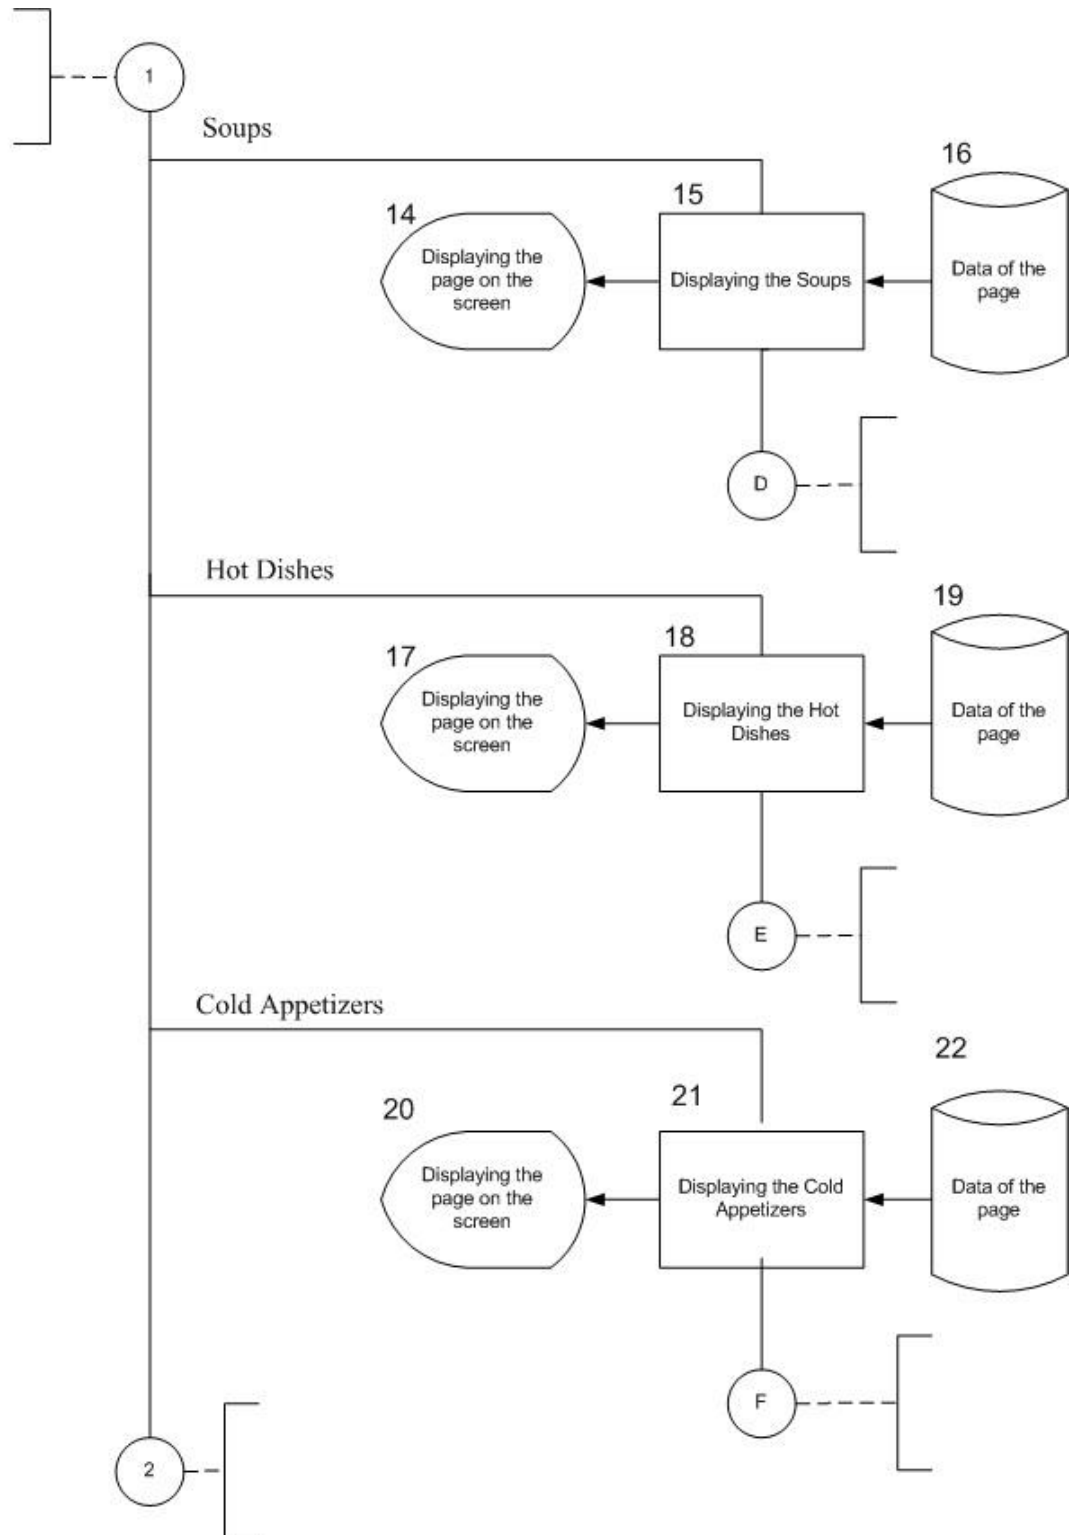 1
Soups
16
15
14
Displaying the
page on the
screen
Displaying the Soups
Data of the
page
D
Hot Dishes
19
18
17
Displaying the
page on the
screen
Displaying the Hot
Dishes
Data of the
page
E
Cold Appetizers
22
21
20
Displaying the
page on the
screen
Displaying the Cold
Appetizers
Data of the
page
F
2